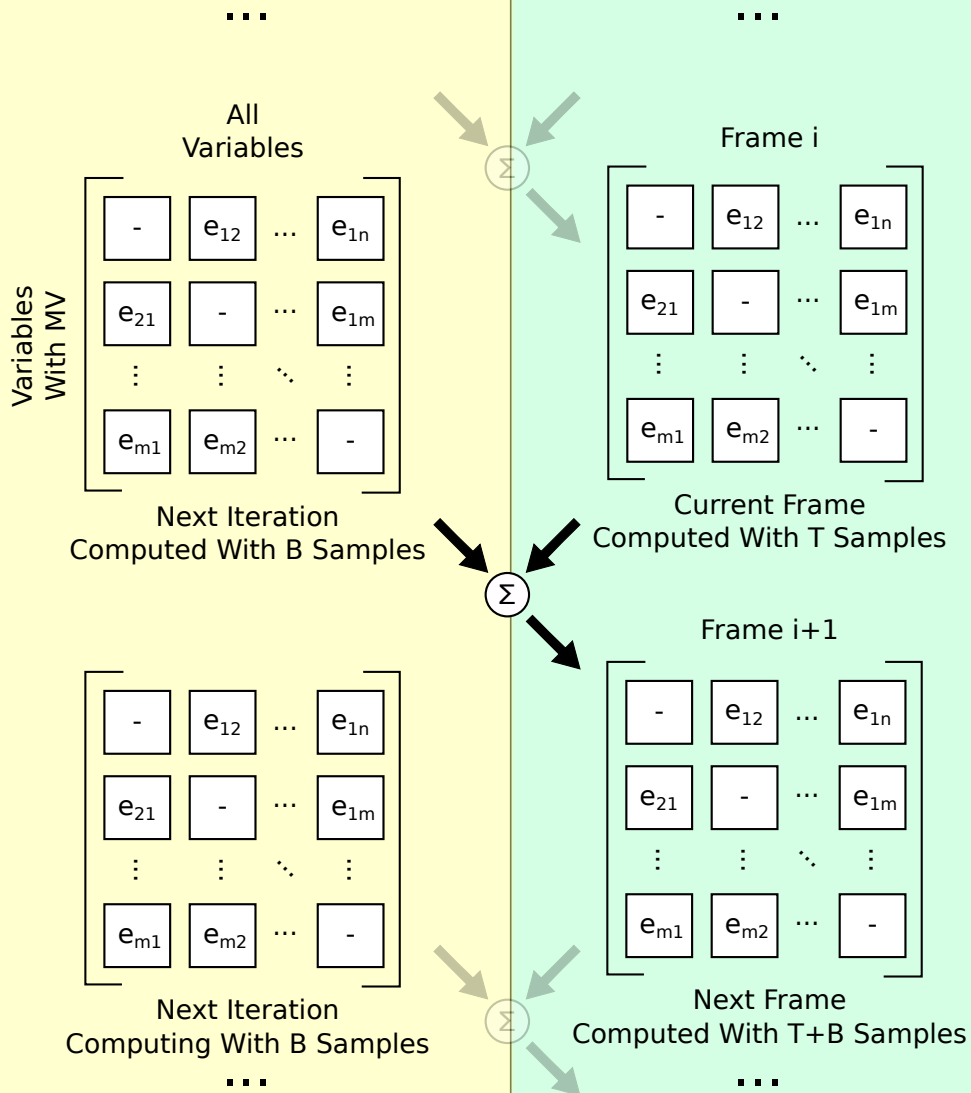 ...
...
All
Variables
Σ
Frame i
Variables
With MV
- e12 ... e1n
e21 - ... e1m
⋮ ⋮ ⋱ ⋮
em1 em2 ... -
- e12 ... e1n
e21 - ... e1m
⋮ ⋮ ⋱ ⋮
em1 em2 ... -
Next Iteration
Computed With B Samples
Current Frame
Computed With T Samples
Σ
Frame i+1
- e12 ... e1n
e21 - ... e1m
⋮ ⋮ ⋱ ⋮
em1 em2 ... -
- e12 ... e1n
e21 - ... e1m
⋮ ⋮ ⋱ ⋮
em1 em2 ... -
Next Iteration
Computing With B Samples
Σ
Next Frame
Computed With T+B Samples
...
...